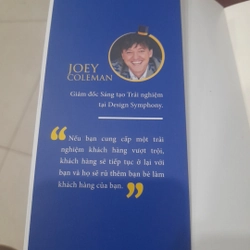 JOEY
COLEMAN
Giám đốc Sáng tạo Trải nghiệm
tại Design Symphony.
“Nếu bạn cung cấp một trải
nghiệm khách hàng vượt trội,
khách hàng sẽ tiếp tục ở lại với
bạn và họ sẽ rủ thêm bạn bè làm
khách hàng của bạn.”